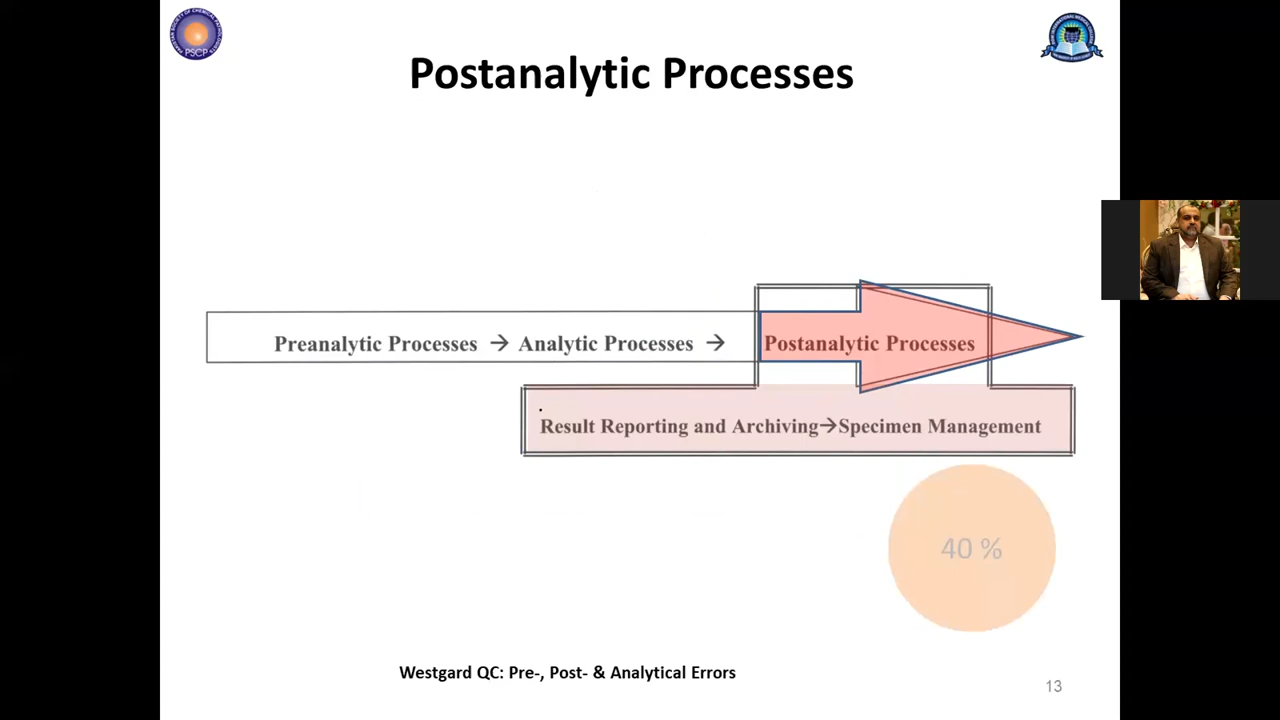 PSCP
Postanalytic Processes
Preanalytic Processes → Analytic Processes → Postanalytic Processes
Result Reporting and Archiving→Specimen Management
40 %
Westgard QC: Pre-, Post- & Analytical Errors
13